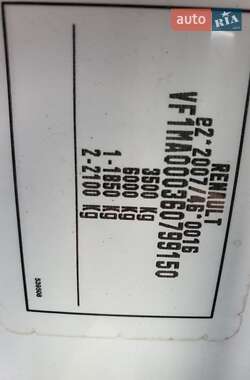 AUTO
RIA
RENAULT
e2*2007/46*0016
VF1MA000360799150
3500 kg
6000 kg
1-1850 kg
2-2100 kg